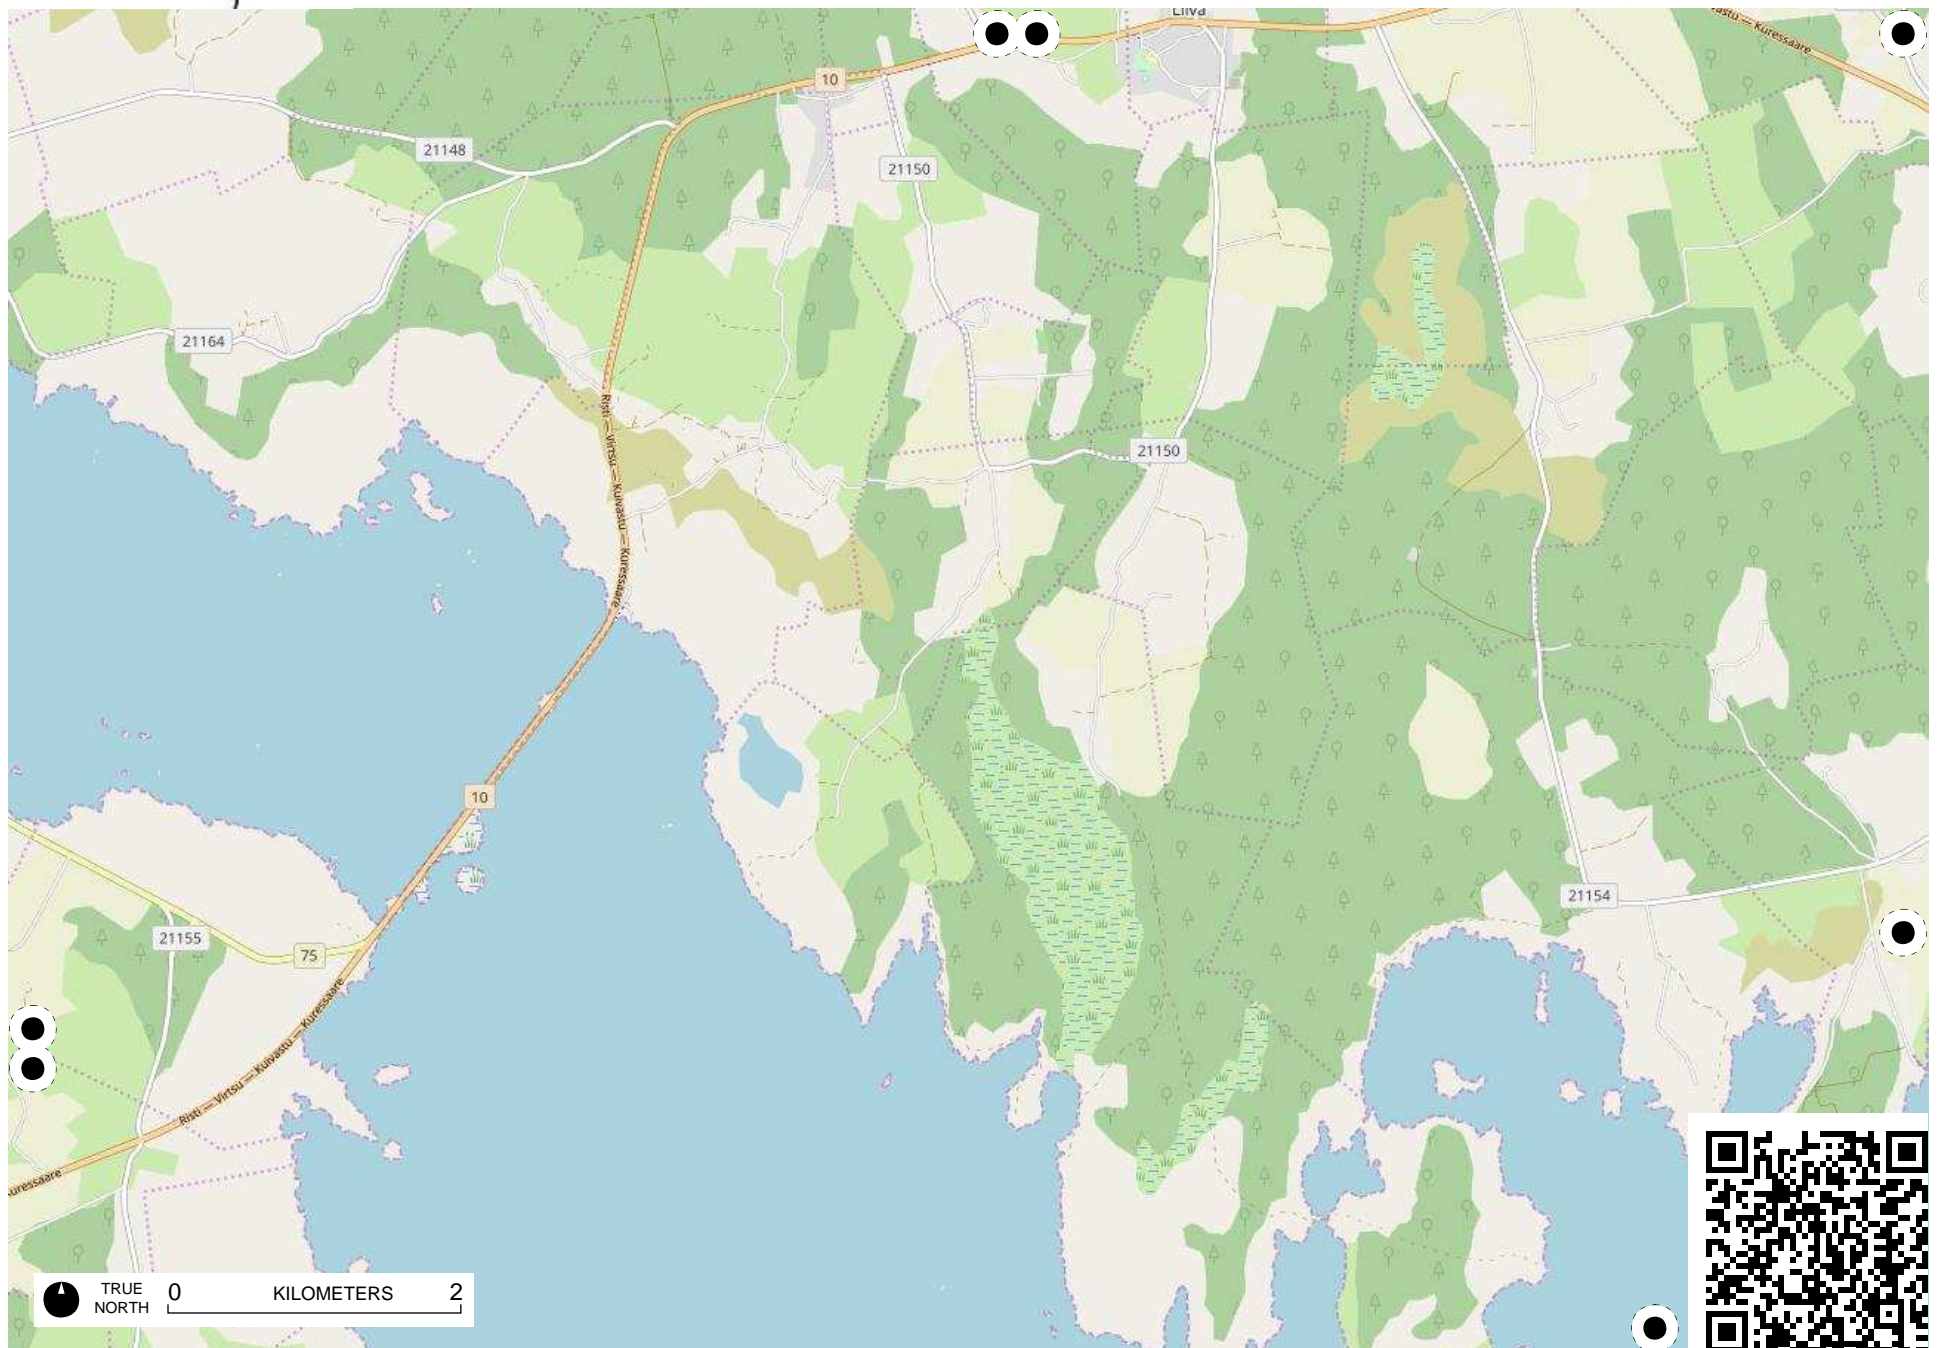 Liiva
10
21148
21150
21164
21150
Risti — Virtsu — Kuivastu — Kuressaare
10
21155
75
21154
Risti — Virtsu — Kuivastu — Kuressaare
Kuressaare
TRUE
NORTH
0
KILOMETERS
2